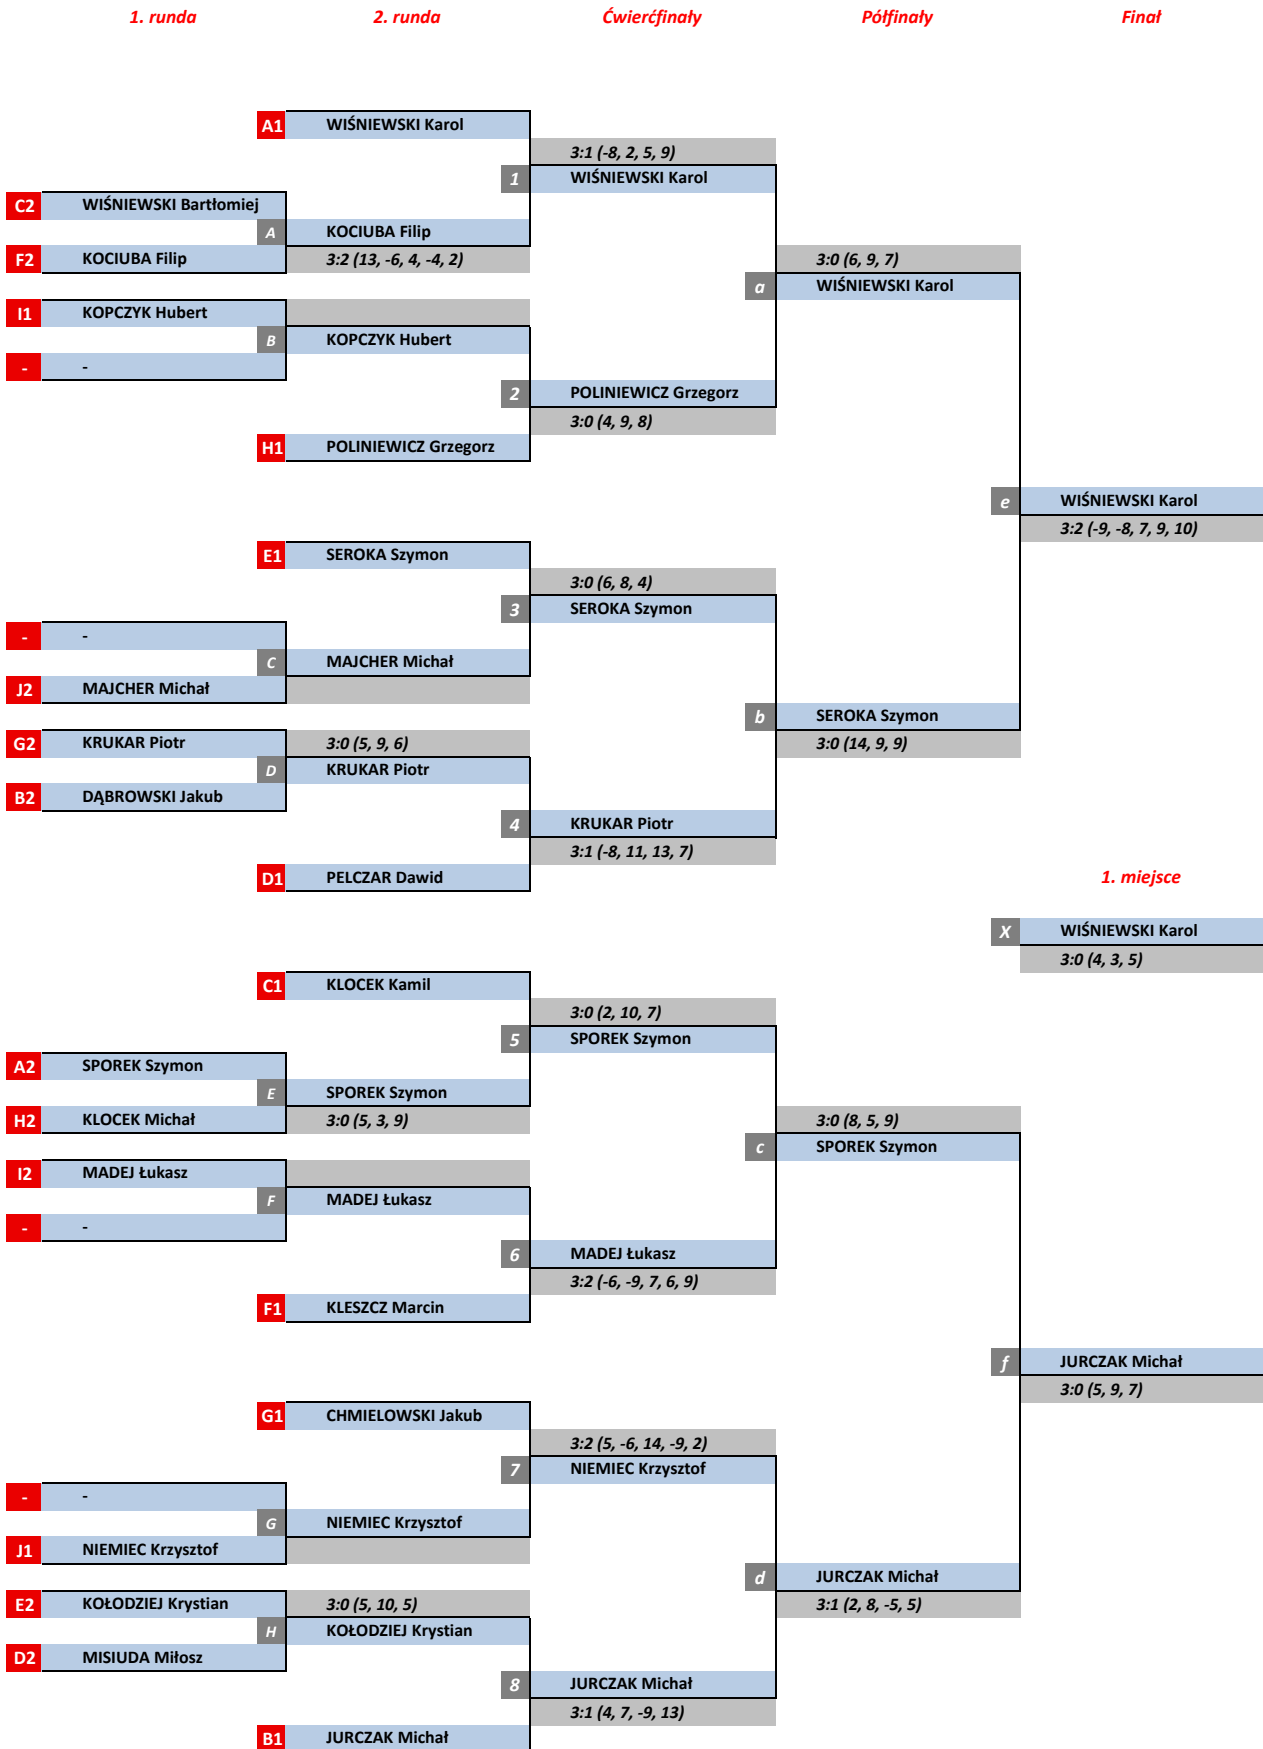 1. runda 2. runda Ćwierćfinały Półfinały Finał
A1 WIŚNIEWSKI Karol
3:1 (-8, 2, 5, 9)
1 WIŚNIEWSKI Karol
C2 WIŚNIEWSKI Bartłomiej
A KOCIUBA Filip
F2 KOCIUBA Filip 3:2 (13, -6, 4, -4, 2) 3:0 (6, 9, 7)
a WIŚNIEWSKI Karol
I1 KOPCZYK Hubert
B KOPCZYK Hubert
- -
2 POLINIEWICZ Grzegorz
3:0 (4, 9, 8)
H1 POLINIEWICZ Grzegorz
e WIŚNIEWSKI Karol
3:2 (-9, -8, 7, 9, 10)
E1 SEROKA Szymon
3:0 (6, 8, 4)
3 SEROKA Szymon
- -
C MAJCHER Michał
J2 MAJCHER Michał
b SEROKA Szymon
G2 KRUKAR Piotr 3:0 (5, 9, 6) 3:0 (14, 9, 9)
D KRUKAR Piotr
B2 DĄBROWSKI Jakub
4 KRUKAR Piotr
3:1 (-8, 11, 13, 7)
D1 PELCZAR Dawid 1. miejsce
X WIŚNIEWSKI Karol
3:0 (4, 3, 5)
C1 KLOCEK Kamil
3:0 (2, 10, 7)
5 SPOREK Szymon
A2 SPOREK Szymon
E SPOREK Szymon
H2 KLOCEK Michał 3:0 (5, 3, 9) 3:0 (8, 5, 9)
c SPOREK Szymon
I2 MADEJ Łukasz
F MADEJ Łukasz
- -
6 MADEJ Łukasz
3:2 (-6, -9, 7, 6, 9)
F1 KLESZCZ Marcin
f JURCZAK Michał
3:0 (5, 9, 7)
G1 CHMIELOWSKI Jakub
3:2 (5, -6, 14, -9, 2)
7 NIEMIEC Krzysztof
- -
G NIEMIEC Krzysztof
J1 NIEMIEC Krzysztof
d JURCZAK Michał
E2 KOŁODZIEJ Krystian 3:0 (5, 10, 5) 3:1 (2, 8, -5, 5)
H KOŁODZIEJ Krystian
D2 MISIUDA Miłosz
8 JURCZAK Michał
3:1 (4, 7, -9, 13)
B1 JURCZAK Michał